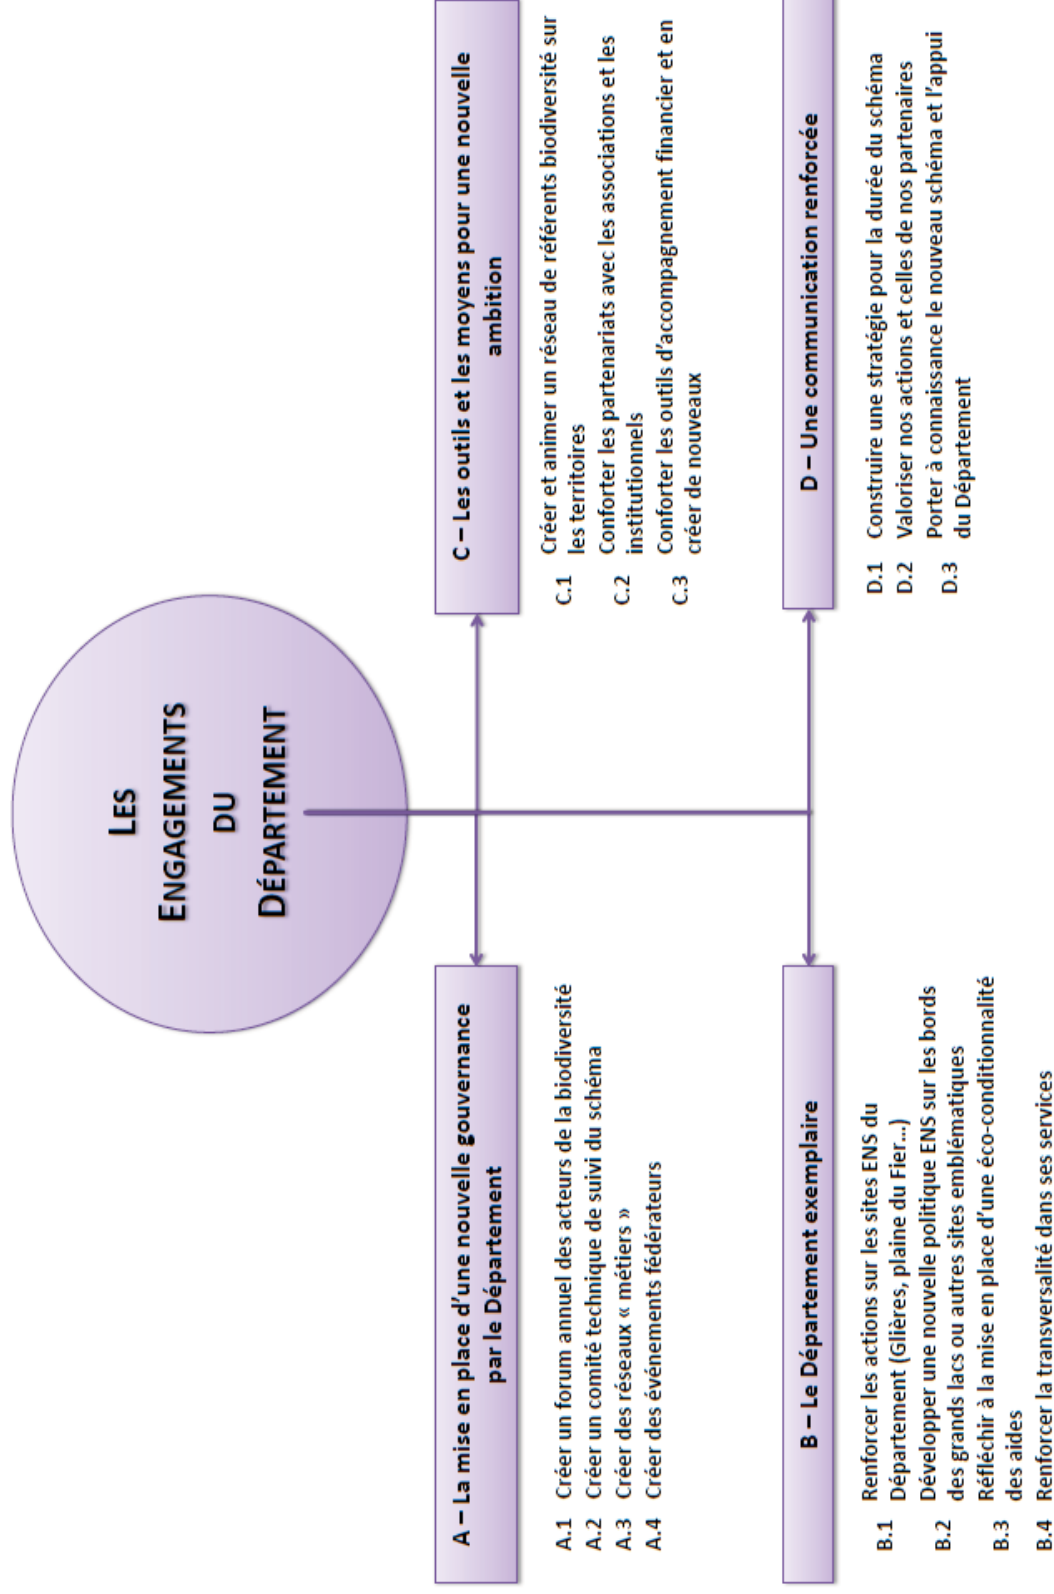 LES
ENGAGEMENTS
DU
DÉPARTEMENT
A – La mise en place d'une nouvelle gouvernance
par le Département
A.1 Créer un forum annuel des acteurs de la biodiversité
A.2 Créer un comité technique de suivi du schéma
A.3 Créer des réseaux « métiers »
A.4 Créer des événements fédérateurs
B – Le Département exemplaire
B.1 Renforcer les actions sur les sites ENS du
Département (Glières, plaine du Fier...)
B.2 Développer une nouvelle politique ENS sur les bords
des grands lacs ou autres sites emblématiques
B.3 Réfléchir à la mise en place d'une éco-conditionnalité
des aides
B.4 Renforcer la transversalité dans ses services
C – Les outils et les moyens pour une nouvelle
ambition
C.1 Créer et animer un réseau de référents biodiversité sur
les territoires
C.2 Conforter les partenariats avec les associations et les
institutionnels
C.3 Conforter les outils d'accompagnement financier et en
créer de nouveaux
D – Une communication renforcée
D.1 Construire une stratégie pour la durée du schéma
D.2 Valoriser nos actions et celles de nos partenaires
D.3 Porter à connaissance le nouveau schéma et l'appui
du Département